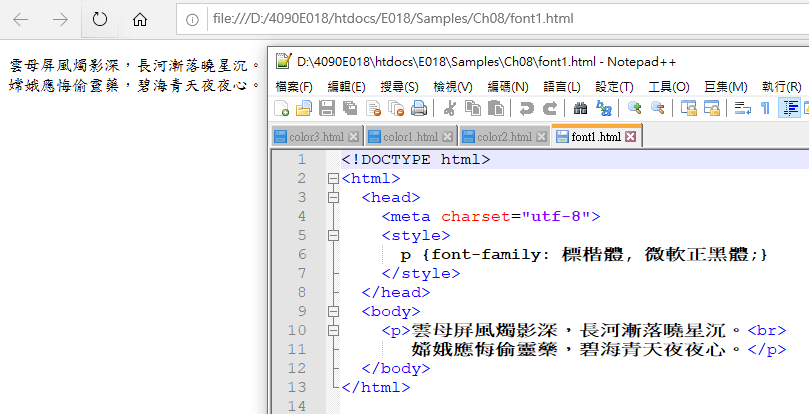 file:///D:/4090E018/htdocs/E018/Samples/Ch08/font1.html
雲母屏風燭影深，長河漸落曉星沉。
嫦娥應悔偷靈藥，碧海青天夜夜心。
D:\4090E018\htdocs\E018\Samples\Ch08\font1.html - Notepad++
檔案(F) 編輯(E) 搜尋(S) 檢視(V) 編碼(N) 語言(L) 設定(T) 工具(O) 巨集(M) 執行(R)
color3.html color1.html color2.html font1.html
1 <!DOCTYPE html>
2 <html>
3 <head>
4 <meta charset="utf-8">
5 <style>
6 p {font-family: 標楷體, 微軟正黑體;}
7 </style>
8 </head>
9 <body>
10 <p>雲母屏風燭影深，長河漸落曉星沉。<br>
11 嫦娥應悔偷靈藥，碧海青天夜夜心。</p>
12 </body>
13 </html>
14